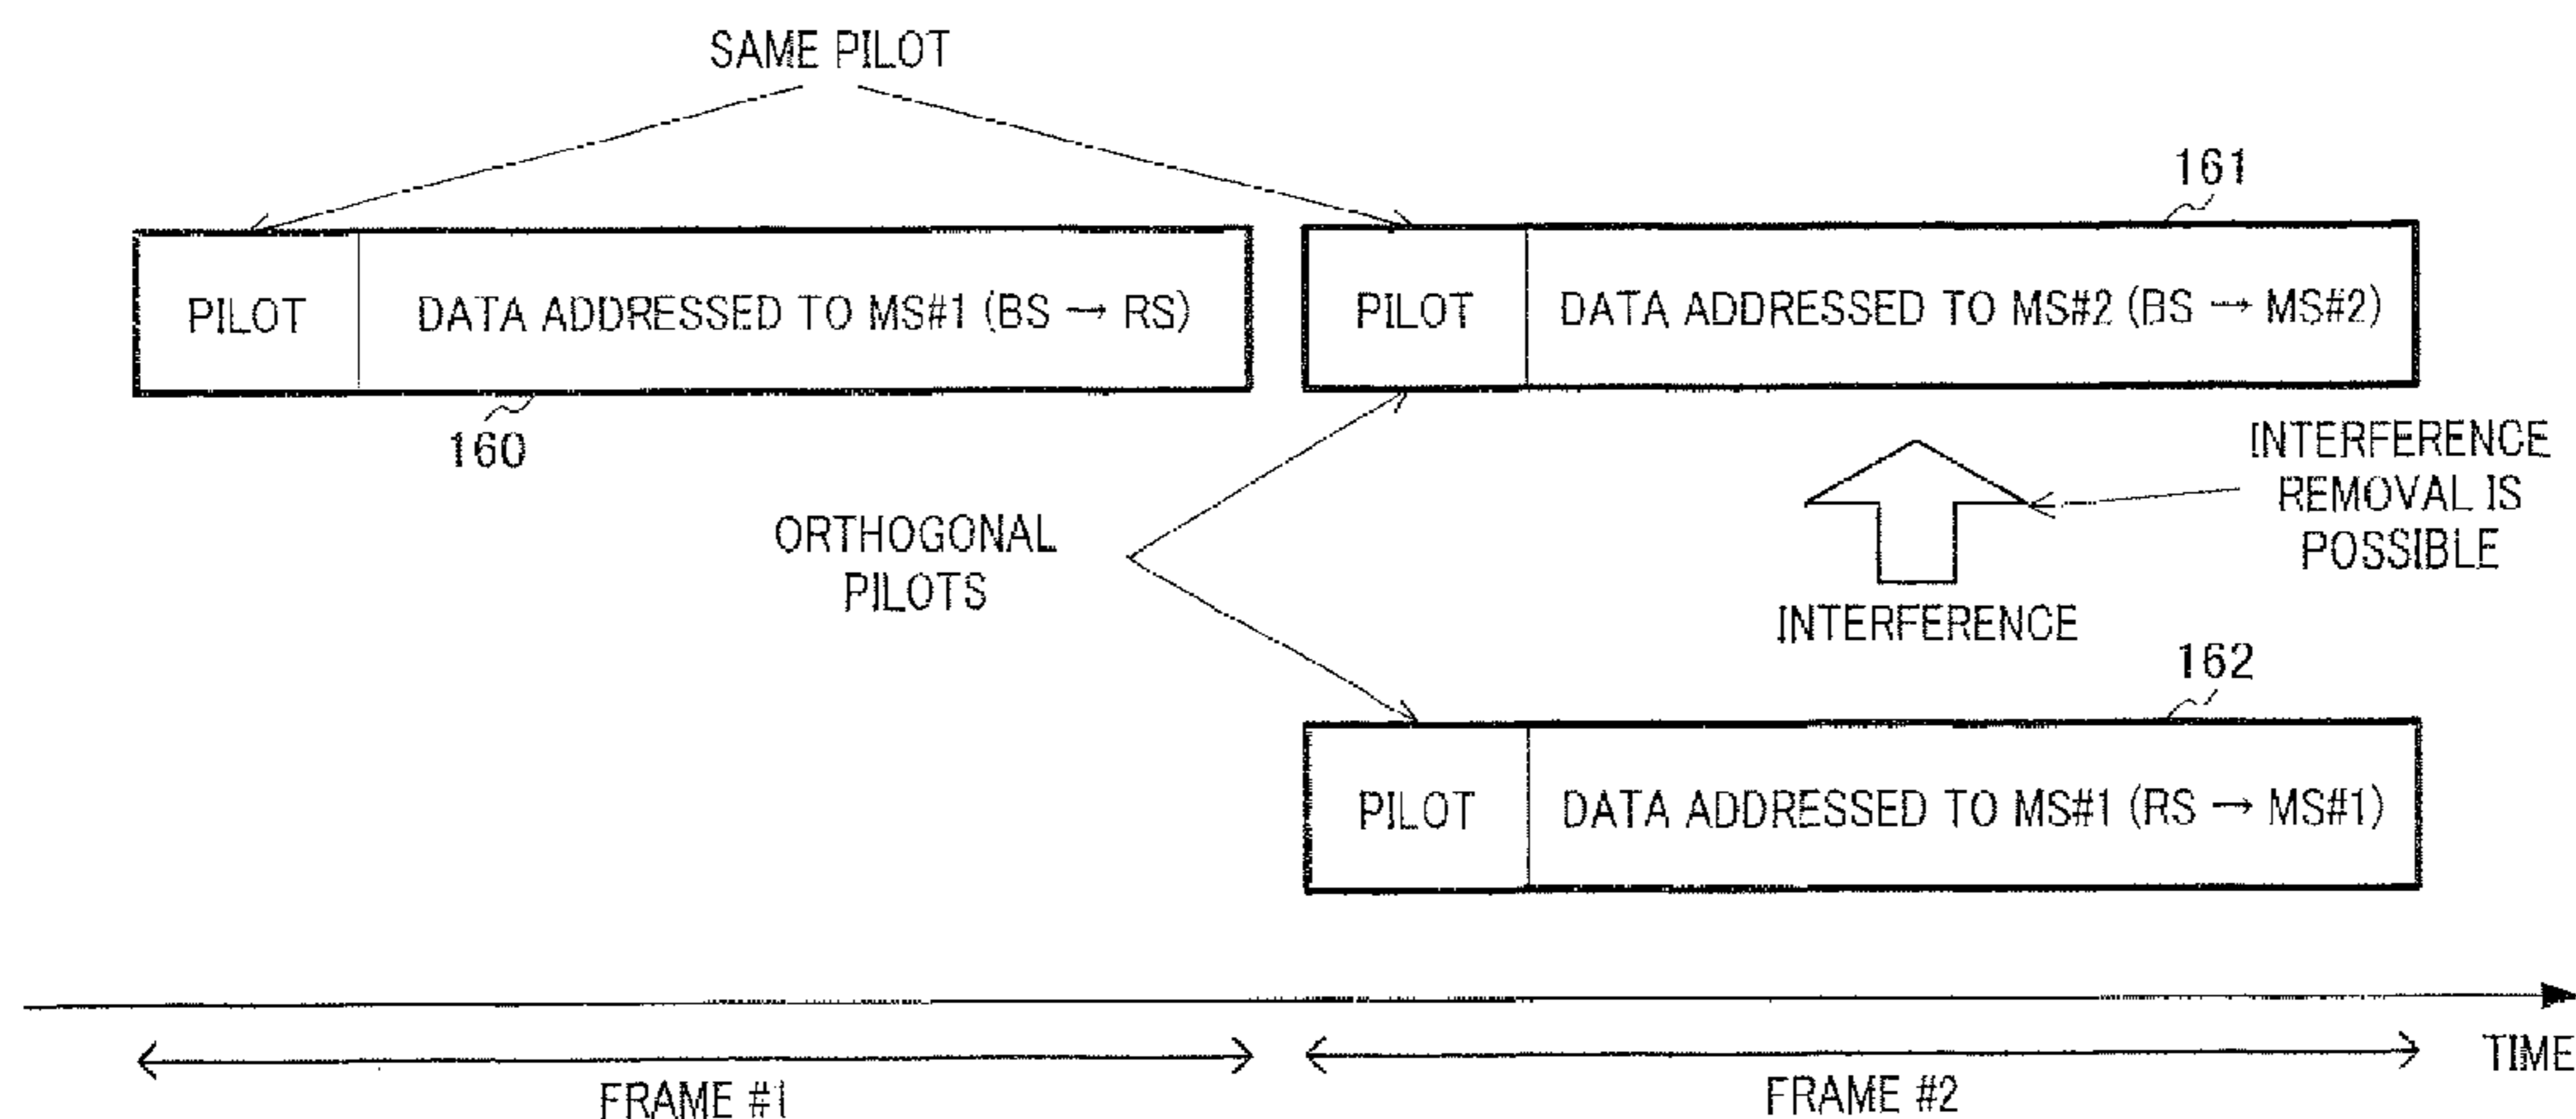 SAME PILOT
161
PILOT
DATA ADDRESSED TO MS#1 (BS → RS)
PILOT
DATA ADDRESSED TO MS#2 (BS → MS#2)
160
INTERFERENCE
REMOVAL IS
POSSIBLE
ORTHOGONAL
PILOTS
INTERFERENCE
162
PILOT
DATA ADDRESSED TO MS#1 (RS → MS#1)
TIME
FRAME #1
FRAME #2